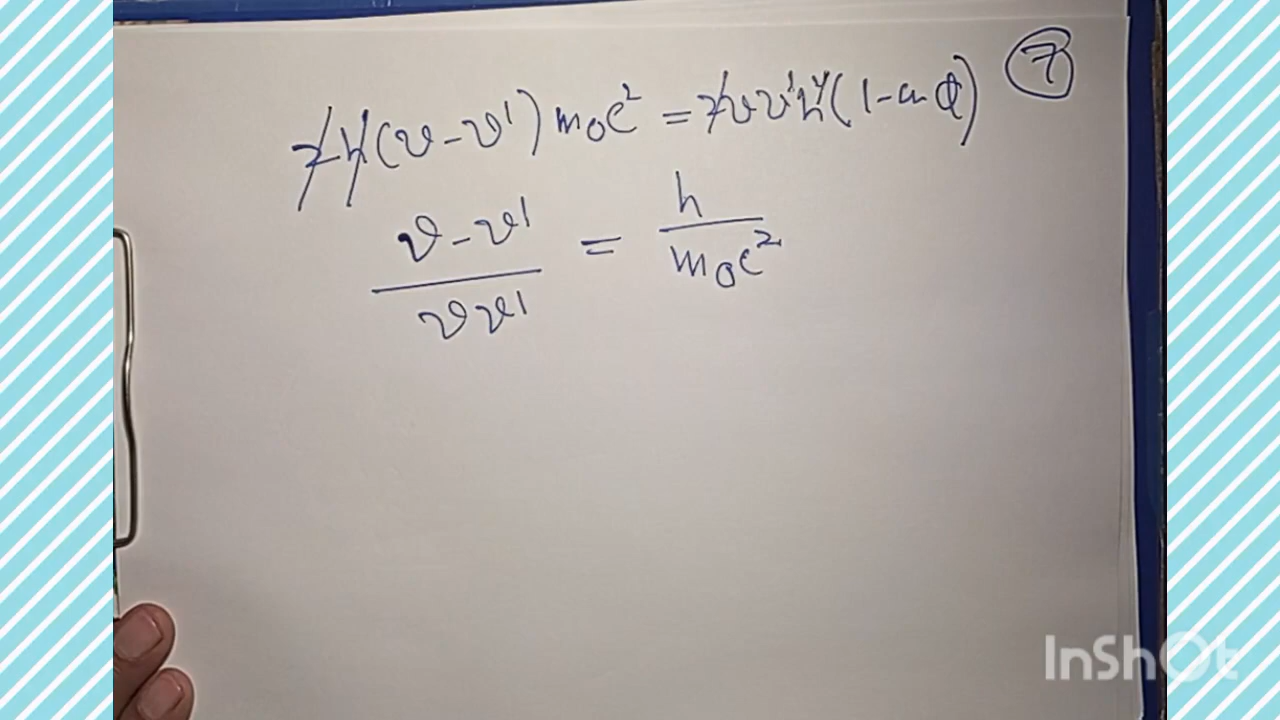 2h(ν-ν')m₀c² = 2νν'h²(1-cos ϕ) ⑦
ν-ν' / νν' = h / m₀c²
InShOt